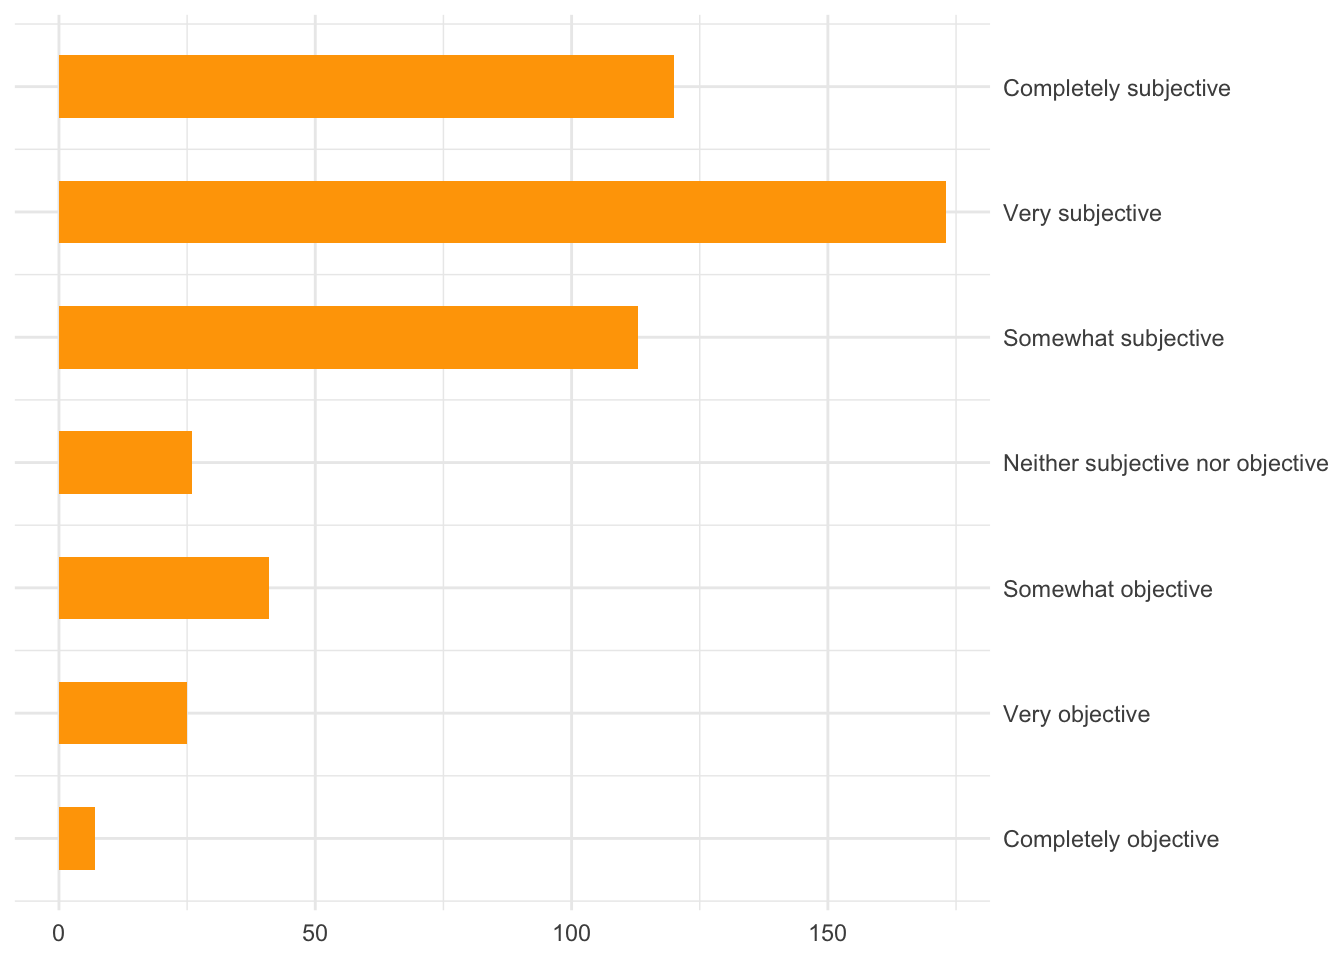 Completely subjective
Very subjective
Somewhat subjective
Neither subjective nor objective
Somewhat objective
Very objective
Completely objective
0 50 100 150